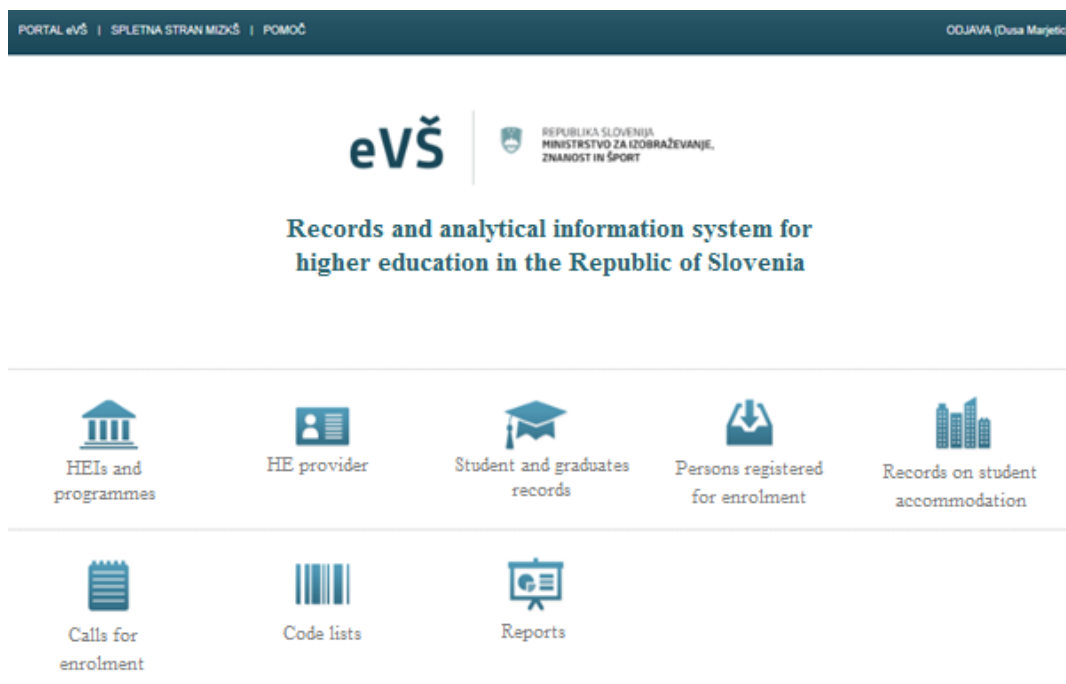 PORTAL eVŠ | SPLETNA STRAN MIZKŠ | POMOČ
ODJAVA (Dusa Marjetic
eVŠ
REPUBLIKA SLOVENIJA
MINISTRSTVO ZA IZOBRAŽEVANJE,
ZNANOST IN ŠPORT
Records and analytical information system for
higher education in the Republic of Slovenia
HEIs and
programmes
HE provider
Student and graduates
records
Persons registered
for enrolment
Records on student
accommodation
Calls for
enrolment
Code lists
Reports